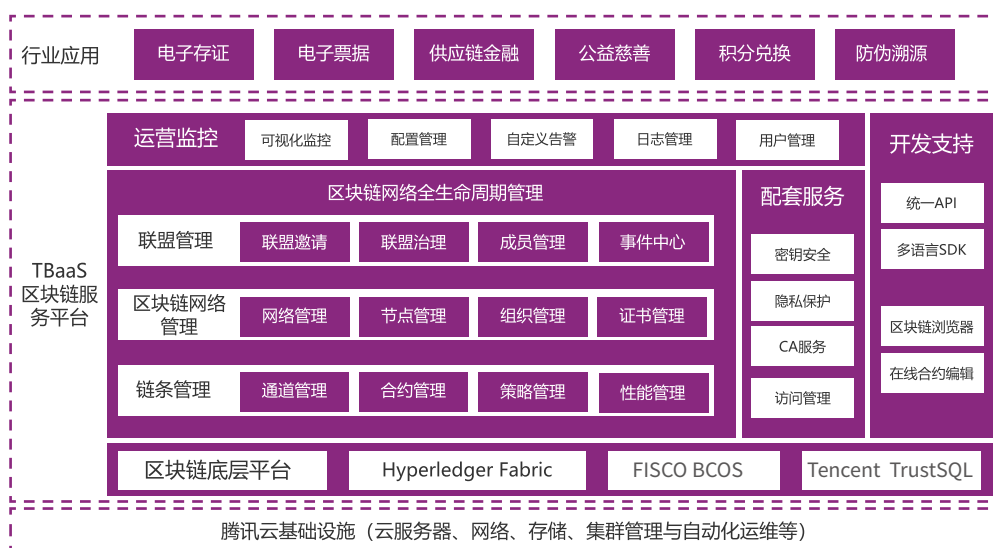 行业应用
电子存证
电子票据
供应链金融
公益慈善
积分兑换
防伪溯源
TBaaS
区块链服
务平台
运营监控
可视化监控
配置管理
自定义告警
日志管理
用户管理
区块链网络全生命周期管理
联盟管理
联盟邀请
联盟治理
成员管理
事件中心
区块链网络
管理
网络管理
节点管理
组织管理
证书管理
链条管理
通道管理
合约管理
策略管理
性能管理
配套服务
密钥安全
隐私保护
CA服务
访问管理
开发支持
统一API
多语言SDK
区块链浏览器
在线合约编辑
区块链底层平台
Hyperledger Fabric
FISCO BCOS
Tencent TrustSQL
腾讯云基础设施（云服务器、网络、存储、集群管理与自动化运维等）